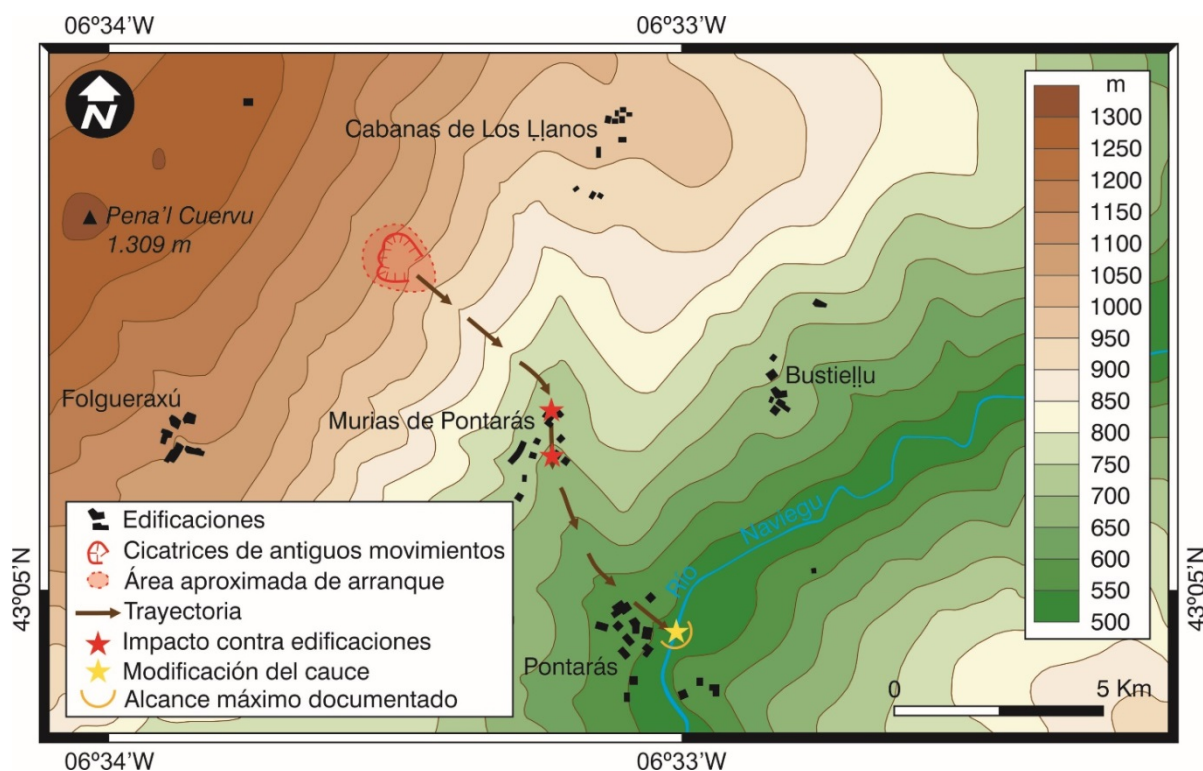 06º34’W
06º33’W
N
m
1300
1250
1200
1150
1100
1050
1000
950
900
850
800
750
700
650
600
550
500
Cabanas de Los Ḷḷanos
Pena’l Cuervu
1.309 m
Folgueraxú
Murias de Pontarás
Bustieḷḷu
Río Naviegu
Pontarás
Edificaciones
Cicatrices de antiguos movimientos
Área aproximada de arranque
Trayectoria
Impacto contra edificaciones
Modificación del cauce
Alcance máximo documentado
43º05’N
43º05’N
0
5 Km
06º34’W
06º33’W